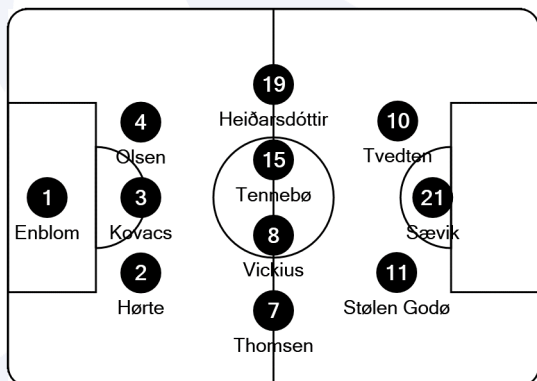 19
Heiðarsdóttir
4
Olsen
10
Tvedten
15
Tennebø
1
Enblom
3
Kovacs
21
Sævik
8
Vickius
2
Hørte
11
Stølen Godø
7
Thomsen